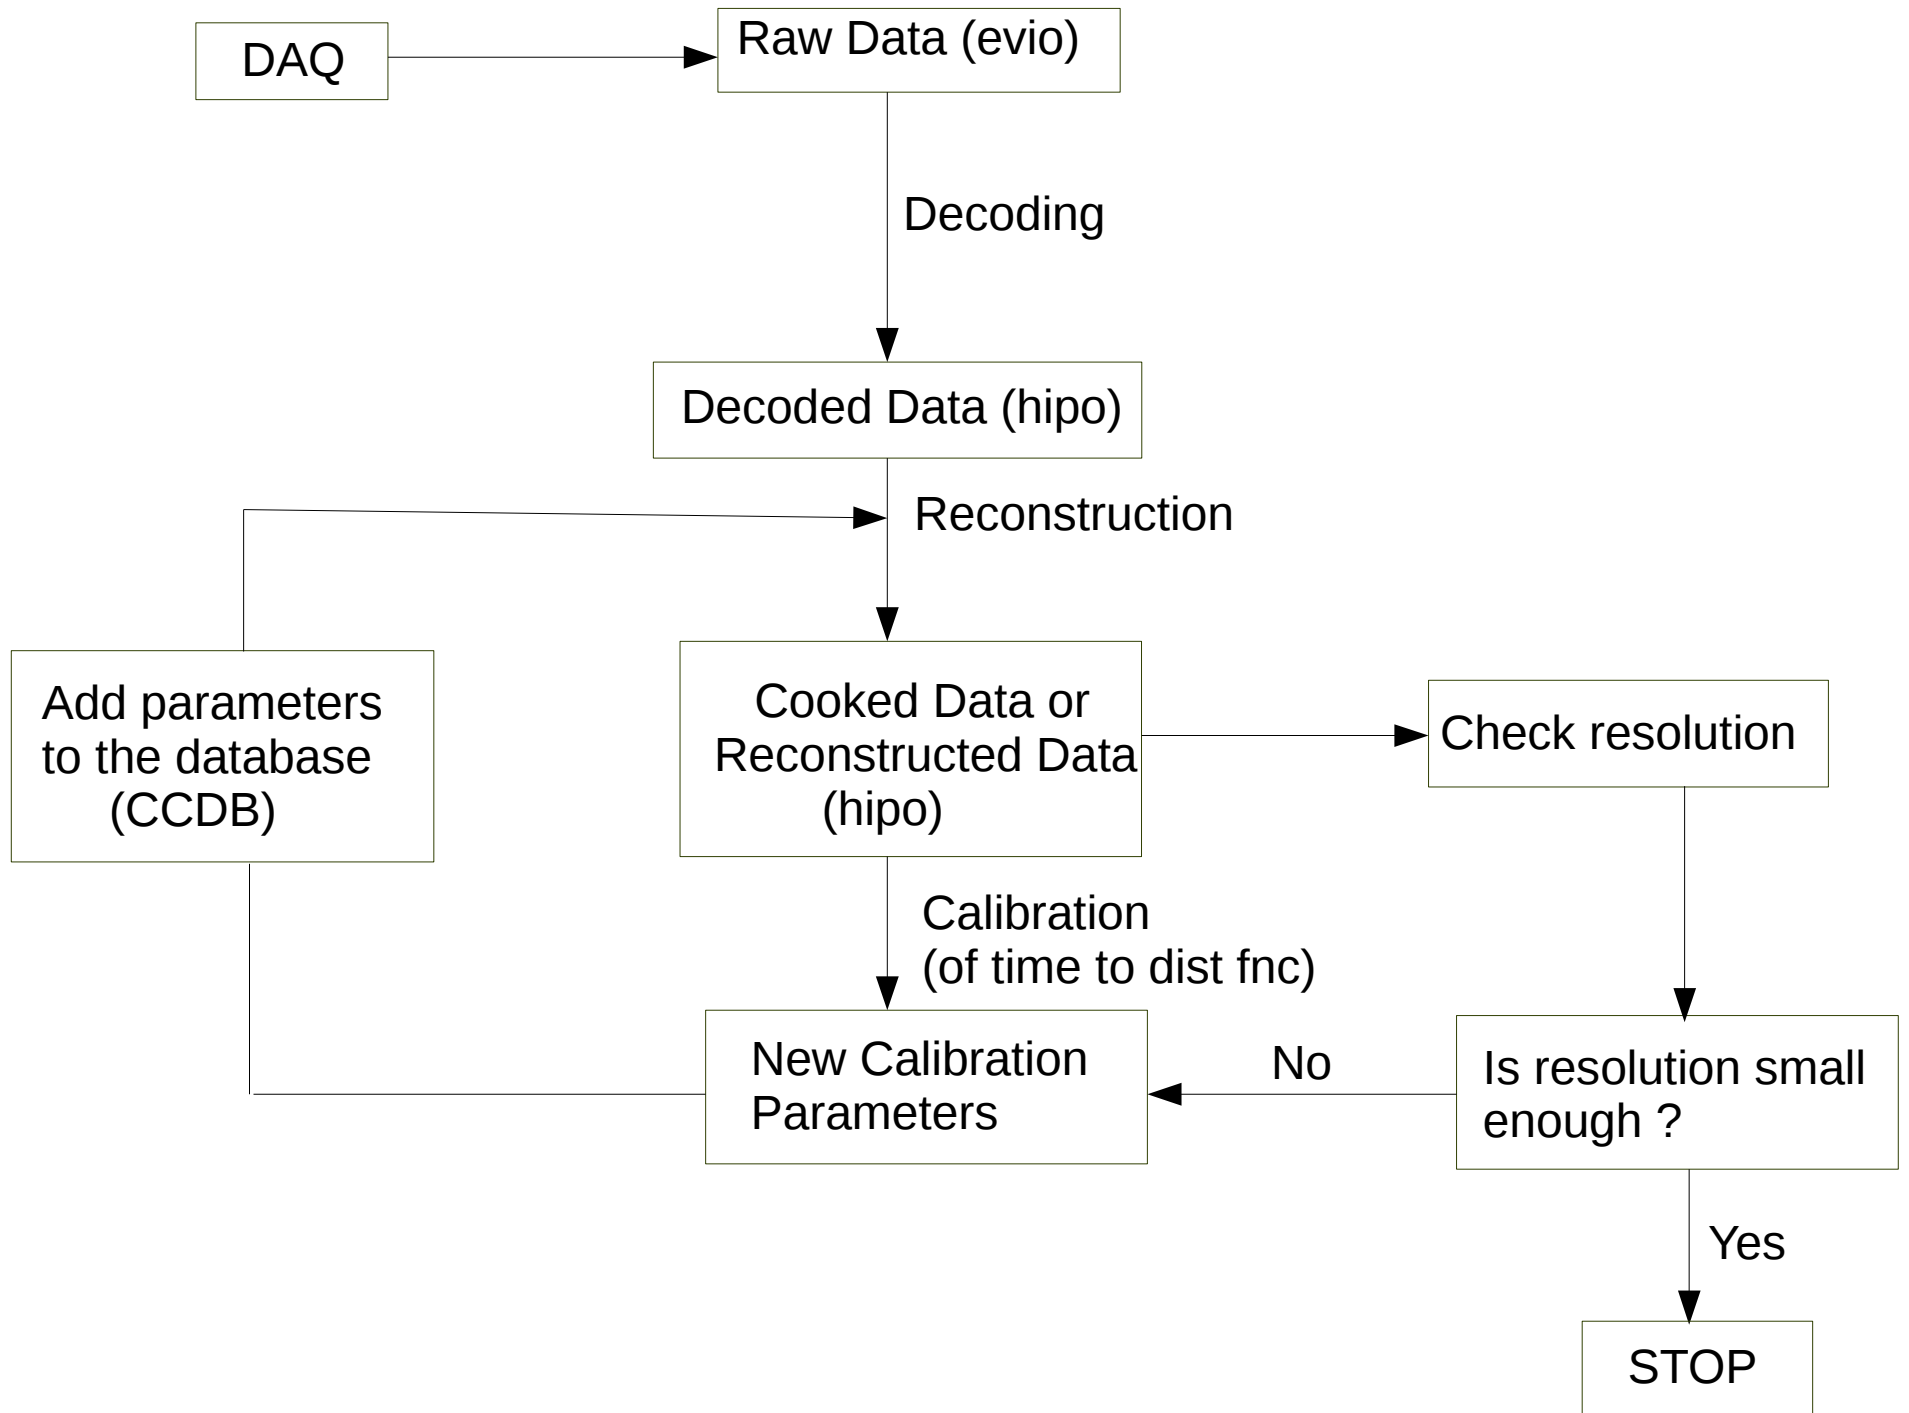 DAQ
Raw Data (evio)
Decoding
Decoded Data (hipo)
Reconstruction
Add parameters
to the database
(CCDB)
Cooked Data or
Reconstructed Data
(hipo)
Check resolution
Calibration
(of time to dist fnc)
New Calibration
Parameters
No
Is resolution small
enough ?
Yes
STOP